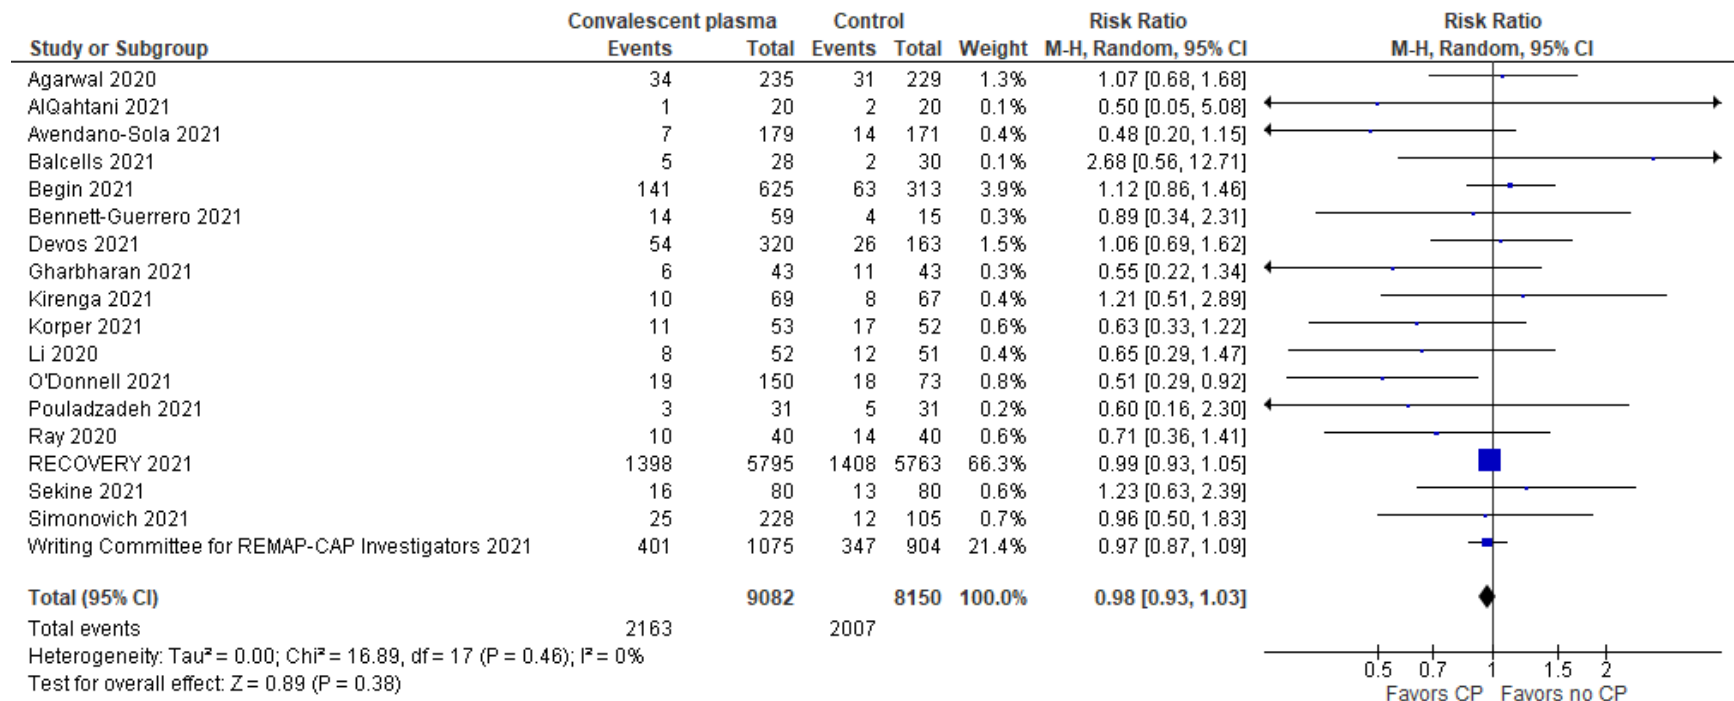 Convalescent plasma Control Risk Ratio Risk Ratio
Study or Subgroup Events Total Events Total Weight M-H, Random, 95% CI M-H, Random, 95% CI
Agarwal 2020 34 235 31 229 1.3% 1.07 [0.68, 1.68]
AlQahtani 2021 1 20 2 20 0.1% 0.50 [0.05, 5.08]
Avendano-Sola 2021 7 179 14 171 0.4% 0.48 [0.20, 1.15]
Balcells 2021 5 28 2 30 0.1% 2.68 [0.56, 12.71]
Begin 2021 141 625 63 313 3.9% 1.12 [0.86, 1.46]
Bennett-Guerrero 2021 14 59 4 15 0.3% 0.89 [0.34, 2.31]
Devos 2021 54 320 26 163 1.5% 1.06 [0.69, 1.62]
Gharbharan 2021 6 43 11 43 0.3% 0.55 [0.22, 1.34]
Kirenga 2021 10 69 8 67 0.4% 1.21 [0.51, 2.89]
Korper 2021 11 53 17 52 0.6% 0.63 [0.33, 1.22]
Li 2020 8 52 12 51 0.4% 0.65 [0.29, 1.47]
O'Donnell 2021 19 150 18 73 0.8% 0.51 [0.29, 0.92]
Pouladzadeh 2021 3 31 5 31 0.2% 0.60 [0.16, 2.30]
Ray 2020 10 40 14 40 0.6% 0.71 [0.36, 1.41]
RECOVERY 2021 1398 5795 1408 5763 66.3% 0.99 [0.93, 1.05]
Sekine 2021 16 80 13 80 0.6% 1.23 [0.63, 2.39]
Simonovich 2021 25 228 12 105 0.7% 0.96 [0.50, 1.83]
Writing Committee for REMAP-CAP Investigators 2021 401 1075 347 904 21.4% 0.97 [0.87, 1.09]
Total (95% CI) 9082 8150 100.0% 0.98 [0.93, 1.03]
Total events 2163 2007
Heterogeneity: Tau² = 0.00; Chi² = 16.89, df = 17 (P = 0.46); I² = 0%
Test for overall effect: Z = 0.89 (P = 0.38)
0.5 0.7 1 1.5 2
Favors CP Favors no CP